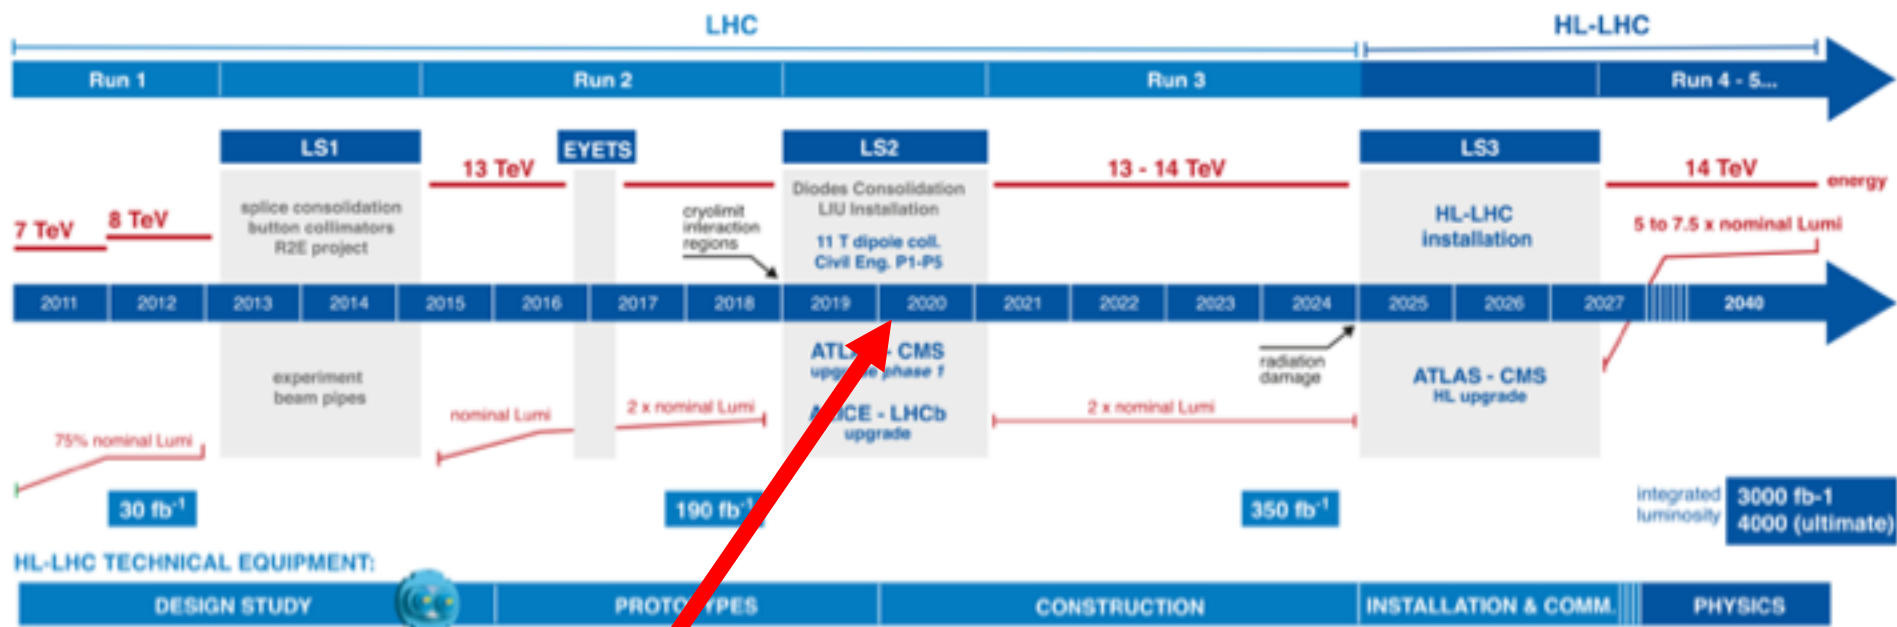 LHC
HL-LHC
Run 1
Run 2
Run 3
Run 4 - 5...
LS1
EYETS
LS2
LS3
13 TeV
13 - 14 TeV
14 TeV
energy
7 TeV
8 TeV
splice consolidation
button collimators
R2E project
cryolimit
interaction
regions
Diodes Consolidation
LIU Installation
11 T dipole coll.
Civil Eng. P1-P5
HL-LHC
installation
5 to 7.5 x nominal Lumi
2011
2012
2013
2014
2015
2016
2017
2018
2019
2020
2021
2022
2023
2024
2025
2026
2027
2040
experiment
beam pipes
ATLAS - CMS
upgrade phase 1
ALICE - LHCb
upgrade
radiation
damage
ATLAS - CMS
HL upgrade
75% nominal Lumi
nominal Lumi
2 x nominal Lumi
2 x nominal Lumi
30 fb⁻¹
190 fb⁻¹
350 fb⁻¹
integrated
luminosity
3000 fb-1
4000 (ultimate)
HL-LHC TECHNICAL EQUIPMENT:
DESIGN STUDY
PROTOTYPES
CONSTRUCTION
INSTALLATION & COMM.
PHYSICS